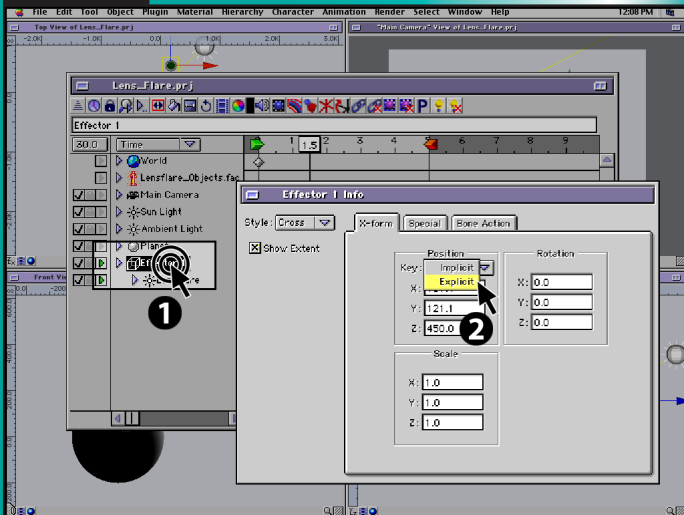 File Edit Tool Object Plugin Material Hierarchy Character Animation Render Select Window Help 12:08 PM
Top View of Lens_Flare.prj
"Main Camera" View of Lens_Flare.prj
-2.0K| -1.0K| 0.0| 1.0K| 2.0K| 3.0K|
Lens_Flare.prj
P
Effector 1
30.0 Time 1 1.5 2 3 4 6 7 8 9
World
Lensflare_Objects.fac
Main Camera
Sun Light
Ambient Light
Effector 1 Info
Style: Cross
Show Extent
X-form Special Bone Action
Position
Key: Implicit
Explicit
X:
Y: 121.1
Z: 450.0
Rotation
X: 0.0
Y: 0.0
Z: 0.0
Scale
X: 1.0
Y: 1.0
Z: 1.0
1
2